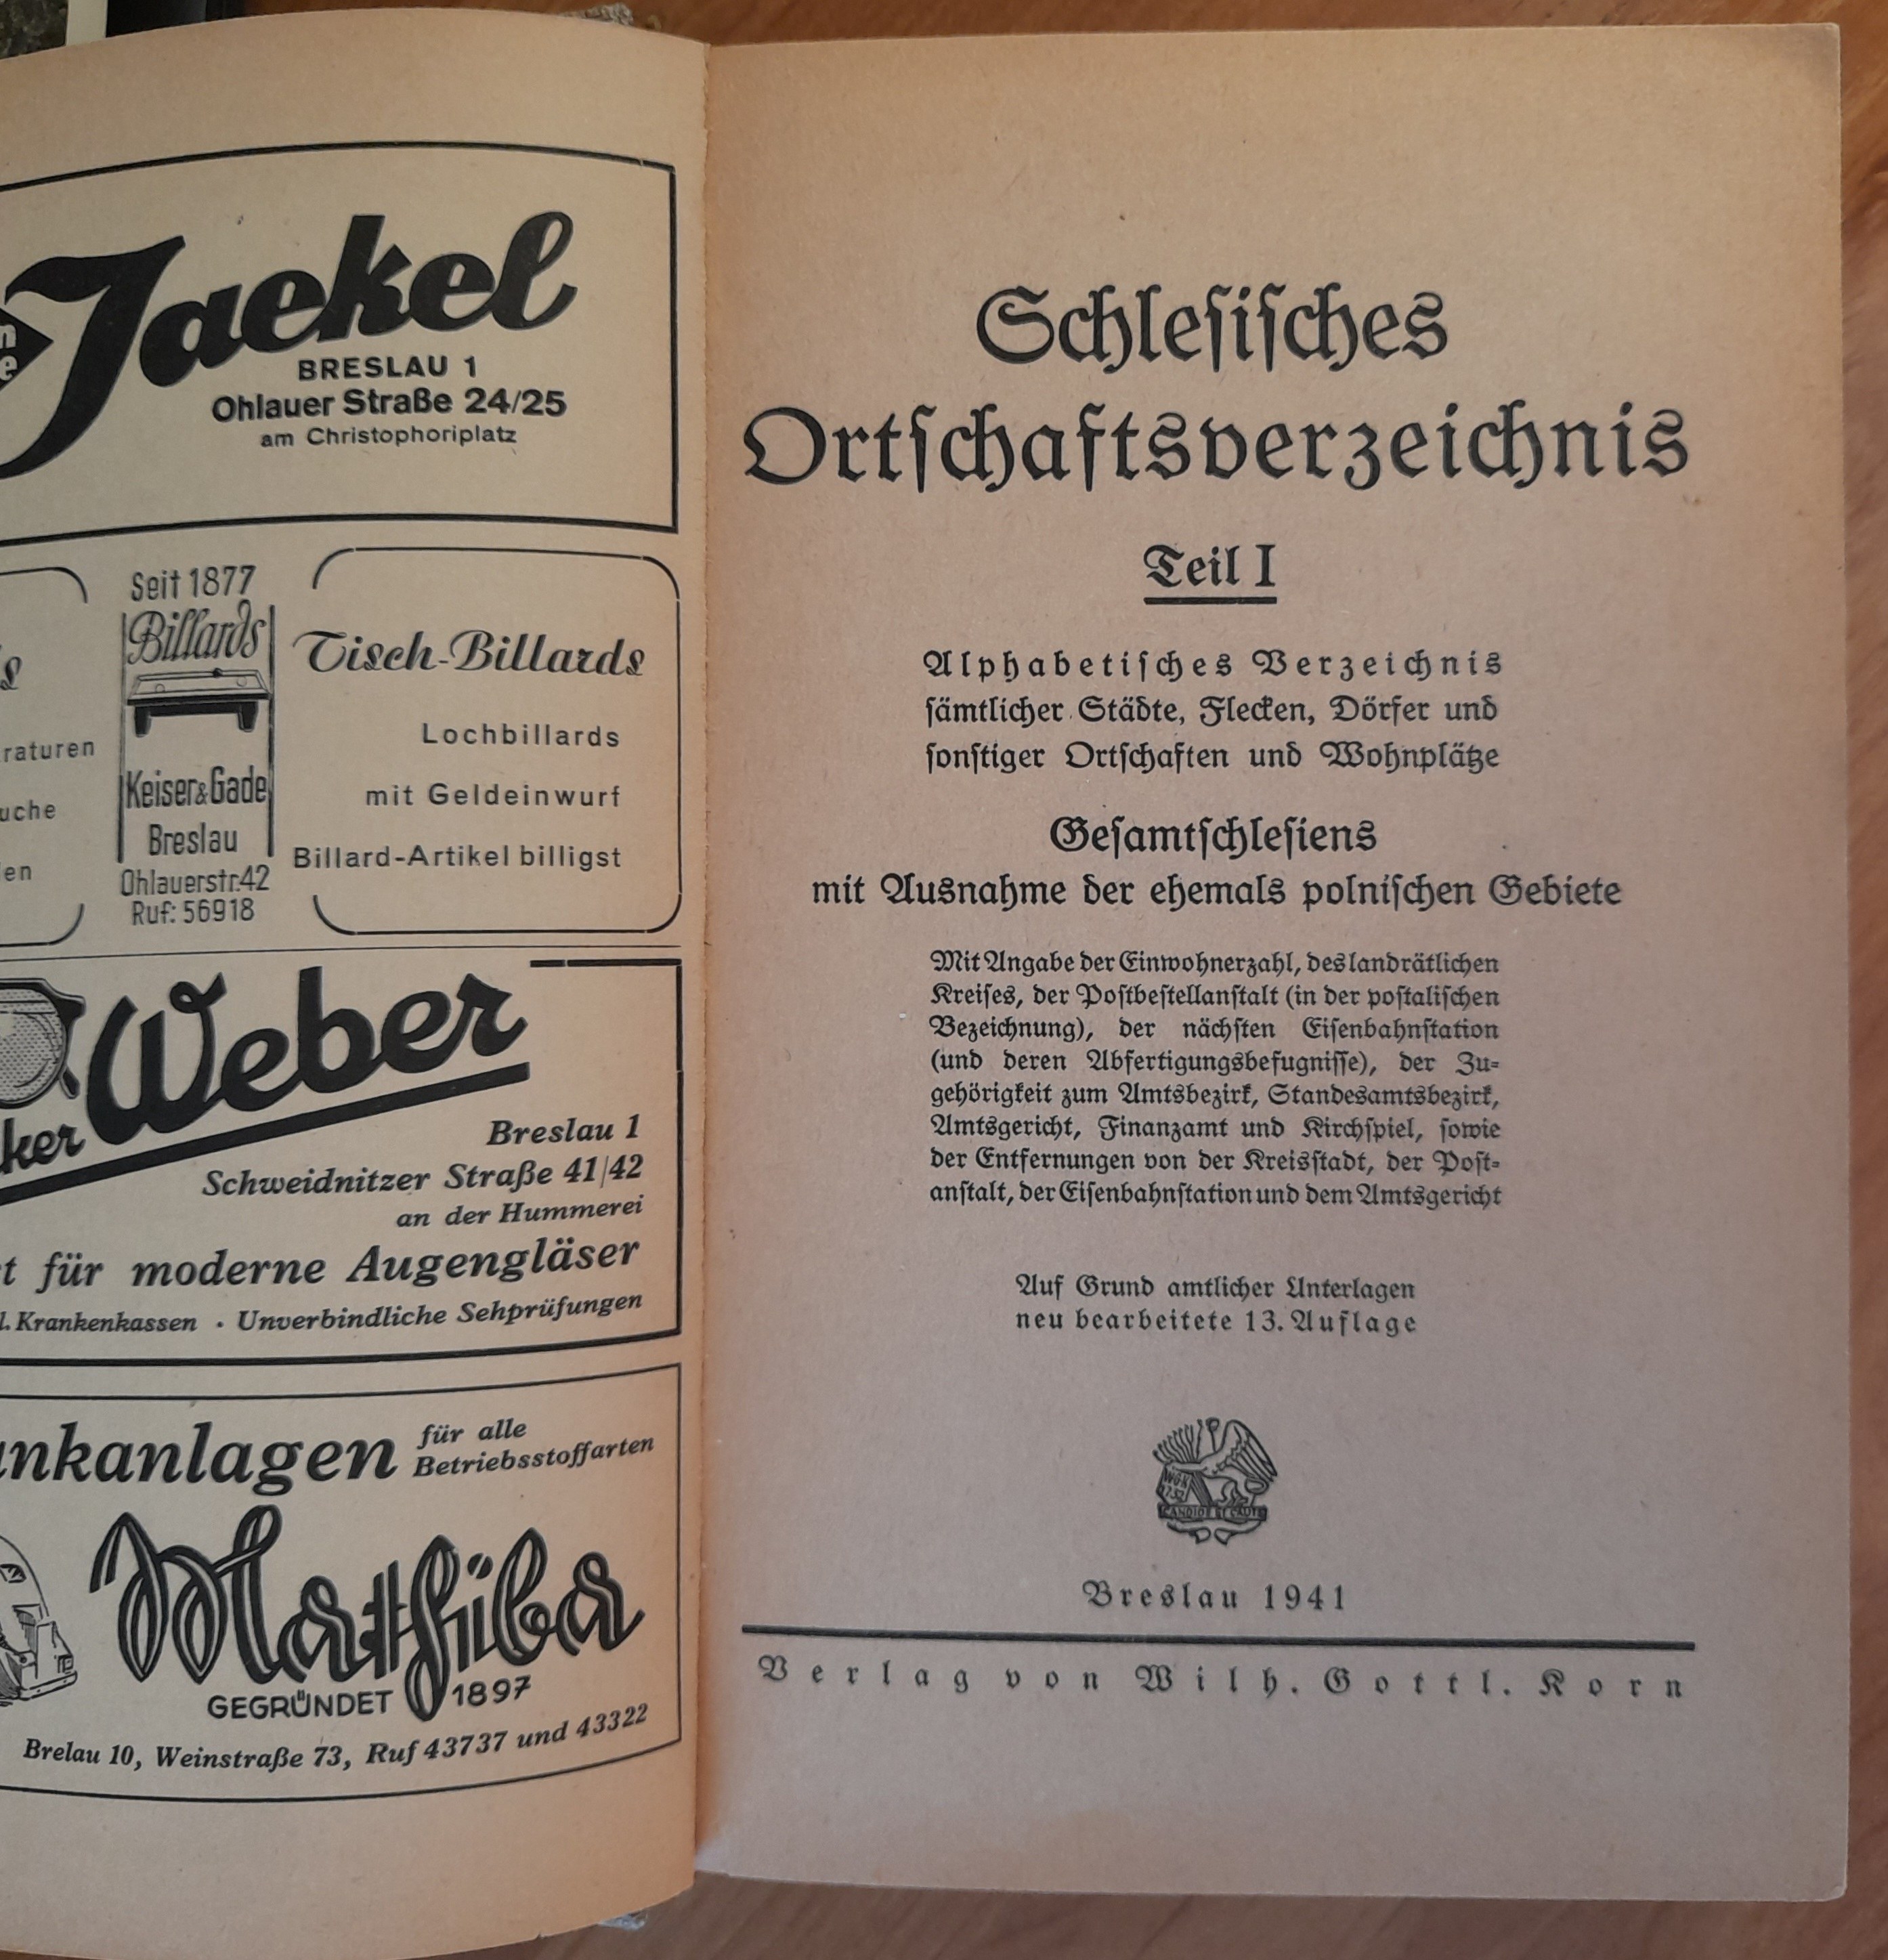 Jaekel
BRESLAU 1
Ohlauer Straße 24/25
am Christophoriplatz
Seit 1877
Billards
Keiser & Gade
Breslau
Ohlauerstr. 42
Ruf: 56918
Tisch-Billards
Lochbillards
mit Geldeinwurf
Billard-Artikel billigst
raturen
uche
en
Weber
ker
Breslau 1
Schweidnitzer Straße 41/42
an der Hummerei
t für moderne Augengläser
l. Krankenkassen · Unverbindliche Sehprüfungen
nkanlagen für alle
Betriebsstoffarten
Mathiba
GEGRÜNDET 1897
Brelau 10, Weinstraße 73, Ruf 43737 und 43322
Schleſiſches
Ortſchaftsverzeichnis
Teil I
Alphabetiſches Verzeichnis
ſämtlicher Städte, Flecken, Dörfer und
ſonſtiger Ortſchaften und Wohnplätze
Geſamtſchleſiens
mit Ausnahme der ehemals polniſchen Gebiete
Mit Angabe der Einwohnerzahl, des landrätlichen
Kreiſes, der Poſtbeſtellanſtalt (in der poſtaliſchen
Bezeichnung), der nächſten Eiſenbahnſtation
(und deren Abfertigungsbefugniſſe), der Zu-
gehörigkeit zum Amtsbezirk, Standesamtsbezirk,
Amtsgericht, Finanzamt und Kirchſpiel, ſowie
der Entfernungen von der Kreisſtadt, der Poſt-
anſtalt, der Eiſenbahnſtation und dem Amtsgericht
Auf Grund amtlicher Unterlagen
neu bearbeitete 13. Auflage
CANDIDE ET CAUTE
Breslau 1941
Verlag von Wilh. Gottl. Korn